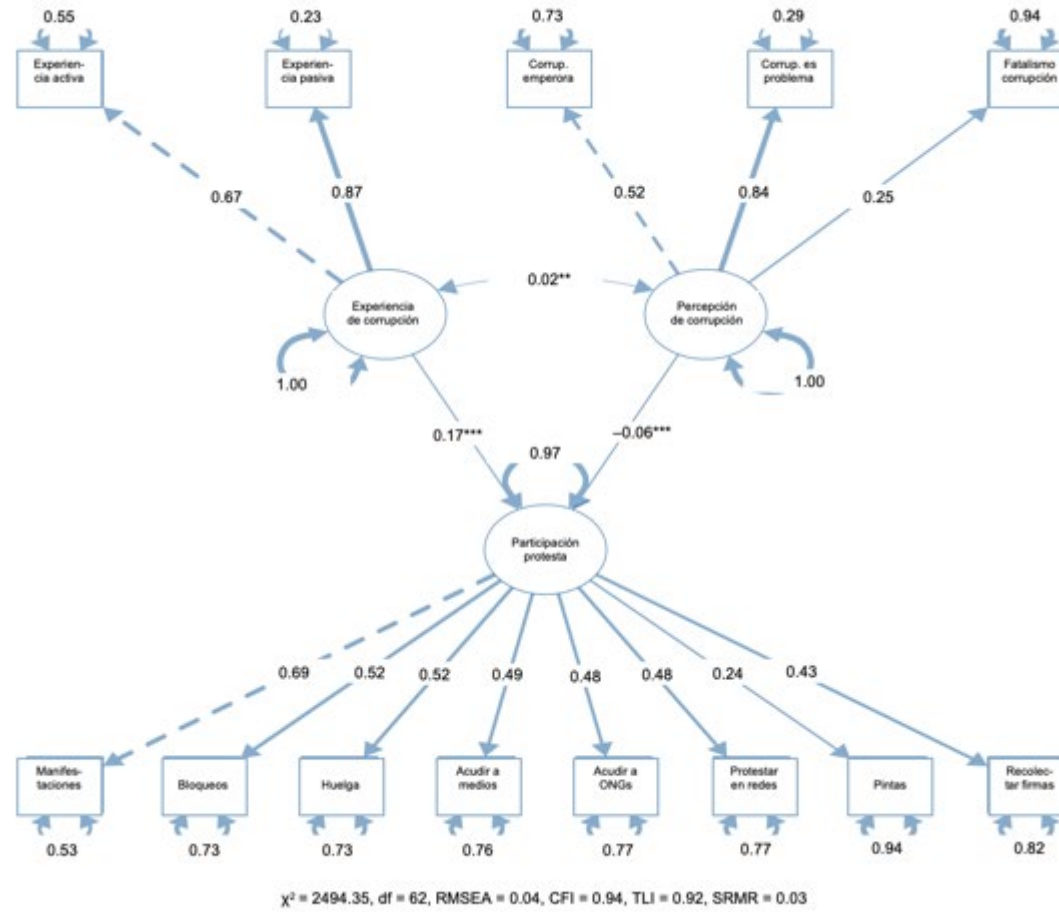 0.55
0.23
0.73
0.29
0.94
Experien-
cia activa
Experien-
cia pasiva
Corrup.
emperora
Corrup. es
problema
Fatalismo
corrupción
0.67
0.87
0.52
0.84
0.25
0.02**
Experiencia
de corrupción
Percepción
de corrupción
1.00
1.00
0.17***
–0.06***
0.97
Participación
protesta
0.69
0.52
0.52
0.49
0.48
0.48
0.24
0.43
Manifes-
taciones
Bloqueos
Huelga
Acudir a
medios
Acudir a
ONGs
Protestar
en redes
Pintas
Recolec-
tar firmas
0.53
0.73
0.73
0.76
0.77
0.77
0.94
0.82
χ² = 2494.35, df = 62, RMSEA = 0.04, CFI = 0.94, TLI = 0.92, SRMR = 0.03